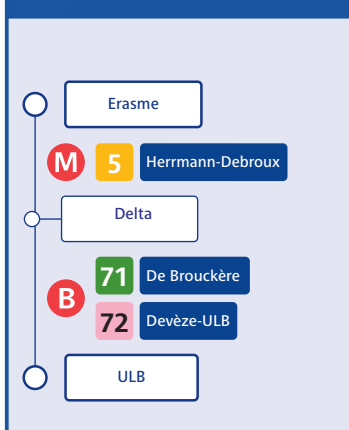 Erasme
M 5 Herrmann-Debroux
Delta
71 De Brouckère
B
72 Devèze-ULB
ULB